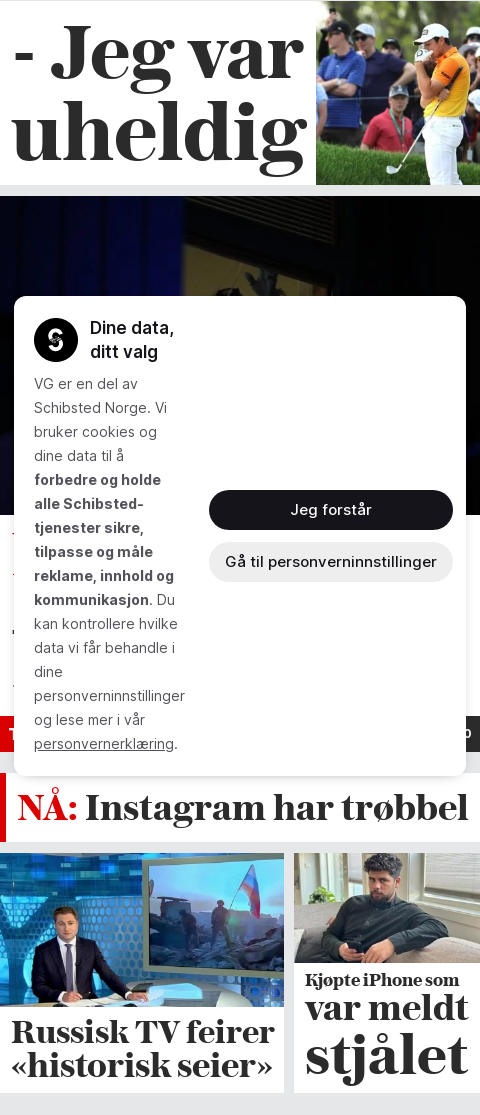 - Jeg var
uheldig
Dine data,
ditt valg
VG er en del av
Schibsted Norge. Vi
bruker cookies og
dine data til å
forbedre og holde
alle Schibsted-
tjenester sikre,
tilpasse og måle
reklame, innhold og
kommunikasjon. Du
kan kontrollere hvilke
data vi får behandle i
dine
personverninnstillinger
og lese mer i vår
personvernerklæring.
Jeg forstår
Gå til personverninnstillinger
NÅ: Instagram har trøbbel
Russisk TV feirer
«historisk seier»
Kjøpte iPhone som
var meldt
stjålet